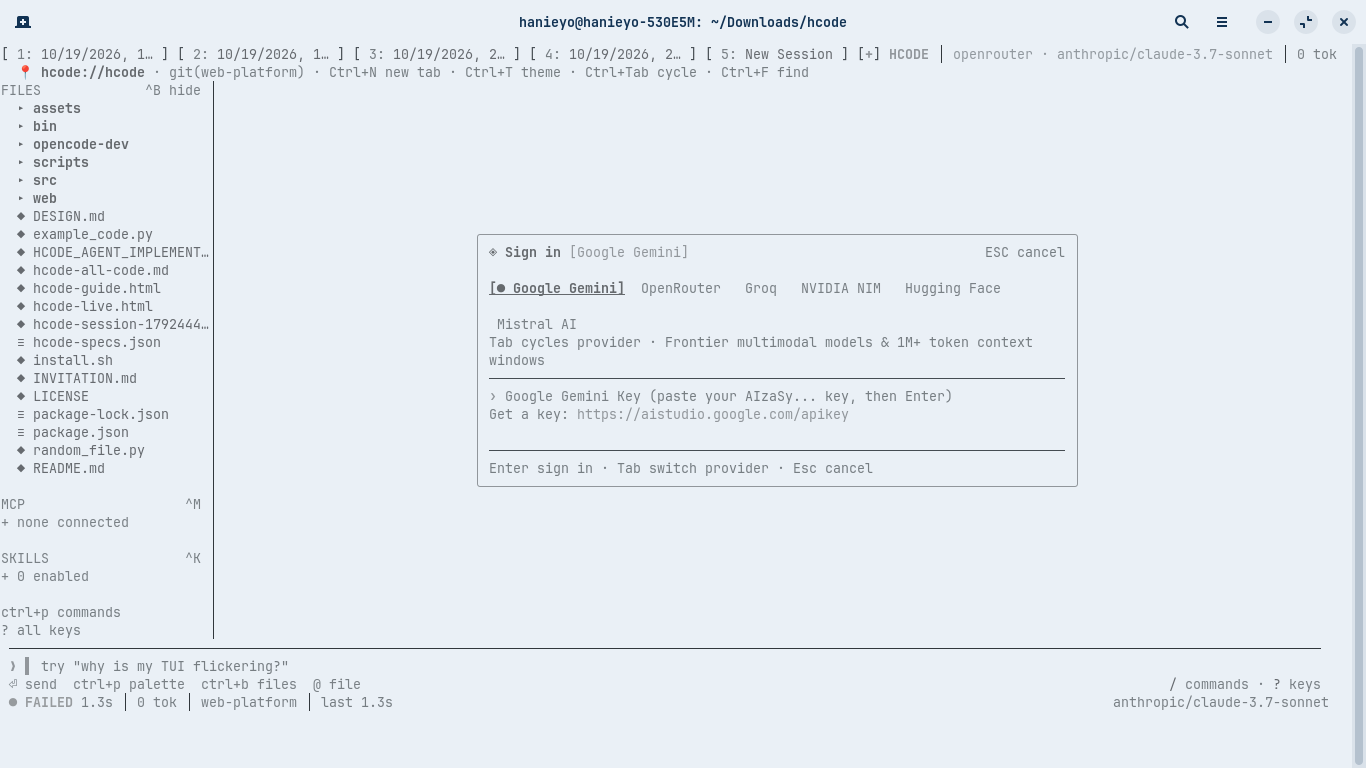 hanieyo@hanieyo-530E5M: ~/Downloads/hcode
[ 1: 10/19/2026, 1… ] [ 2: 10/19/2026, 1… ] [ 3: 10/19/2026, 2… ] [ 4: 10/19/2026, 2… ] [ 5: New Session ] [+] HCODE │ openrouter · anthropic/claude-3.7-sonnet │ 0 tok
📍 hcode://hcode · git(web-platform) · Ctrl+N new tab · Ctrl+T theme · Ctrl+Tab cycle · Ctrl+F find
FILES ^B hide
▸ assets
▸ bin
▸ opencode-dev
▸ scripts
▸ src
▸ web
◆ DESIGN.md
◆ example_code.py
◆ HCODE_AGENT_IMPLEMENT…
◆ hcode-all-code.md
◆ hcode-guide.html
◆ hcode-live.html
◆ hcode-session-1792444…
≡ hcode-specs.json
◆ install.sh
◆ INVITATION.md
◆ LICENSE
≡ package-lock.json
≡ package.json
◆ random_file.py
◆ README.md
MCP ^M
+ none connected
SKILLS ^K
+ 0 enabled
ctrl+p commands
? all keys
◈ Sign in [Google Gemini] ESC cancel
[● Google Gemini] OpenRouter Groq NVIDIA NIM Hugging Face
Mistral AI
Tab cycles provider · Frontier multimodal models & 1M+ token context
windows
› Google Gemini Key (paste your AIzaSy... key, then Enter)
Get a key: https://aistudio.google.com/apikey
Enter sign in · Tab switch provider · Esc cancel
❯ try "why is my TUI flickering?"
⏎ send ctrl+p palette ctrl+b files @ file / commands · ? keys
● FAILED 1.3s │ 0 tok │ web-platform │ last 1.3s anthropic/claude-3.7-sonnet